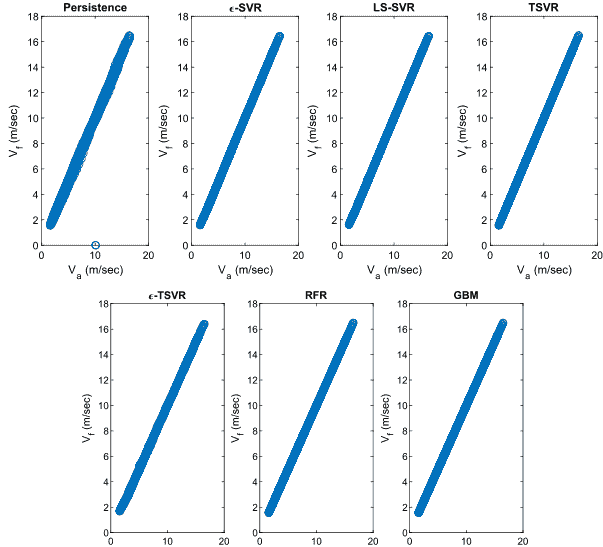 Persistence
ϵ-SVR
LS-SVR
TSVR
18 18 18 18
16 16 16 16
14 14 14 14
12 12 12 12
10 10 10 10
8 8 8 8
6 6 6 6
4 4 4 4
2 2 2 2
0 0 0 0
V_f (m/sec) V_f (m/sec) V_f (m/sec) V_f (m/sec)
0 10 20 0 10 20 0 10 20 0 10 20
V_a (m/sec) V_a (m/sec) V_a (m/sec) V_a (m/sec)
ϵ-TSVR
RFR
GBM
18 18 18
16 16 16
14 14 14
12 12 12
10 10 10
8 8 8
6 6 6
4 4 4
2 2 2
0 0 0
V_f (m/sec) V_f (m/sec) V_f (m/sec)
0 10 20 0 10 20 0 10 20